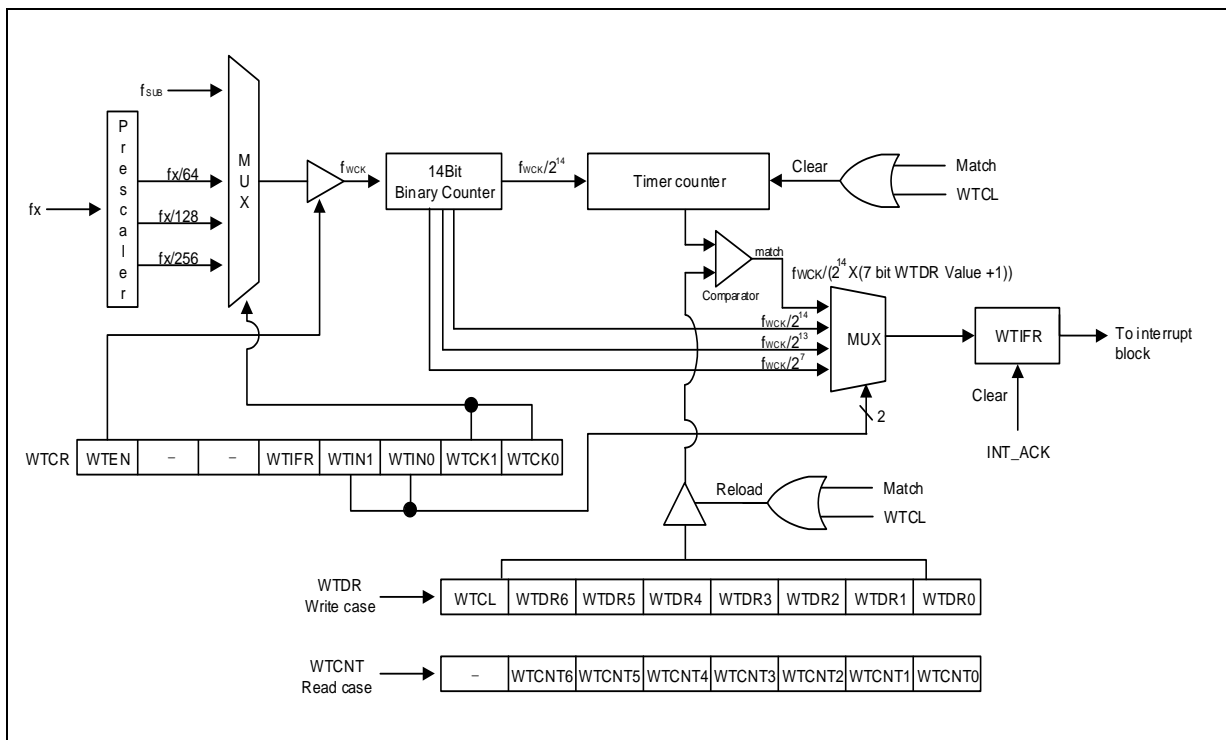 fSUB
Prescaler
fx
fx/64
fx/128
fx/256
MUX
fWCK
14Bit
Binary Counter
fWCK/2^14
Timer counter
Clear
Match
WTCL
match
Comparator
fWCK/(2^14 X(7 bit WTDR Value +1))
fWCK/2^14
fWCK/2^13
fWCK/2^7
MUX
2
WTIFR
To interrupt
block
Clear
INT_ACK
WTCR WTEN – – WTIFR WTIN1 WTIN0 WTCK1 WTCK0
Reload
Match
WTCL
WTDR
Write case
WTCL WTDR6 WTDR5 WTDR4 WTDR3 WTDR2 WTDR1 WTDR0
WTCNT
Read case
– WTCNT6 WTCNT5 WTCNT4 WTCNT3 WTCNT2 WTCNT1 WTCNT0